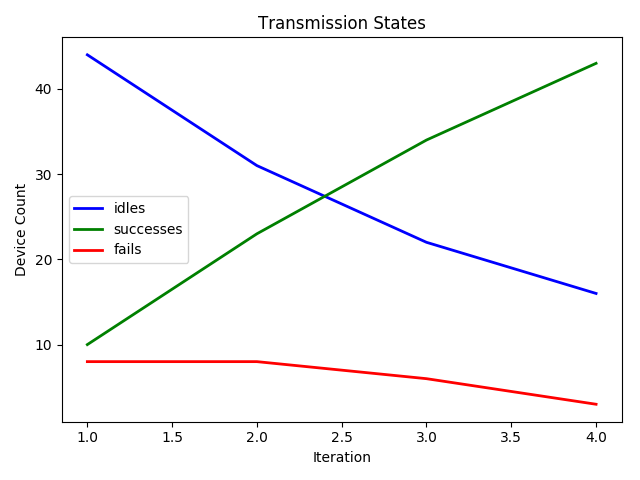 Transmission States
Device Count
40
30
20
10
idles
successes
fails
1.0 1.5 2.0 2.5 3.0 3.5 4.0
Iteration